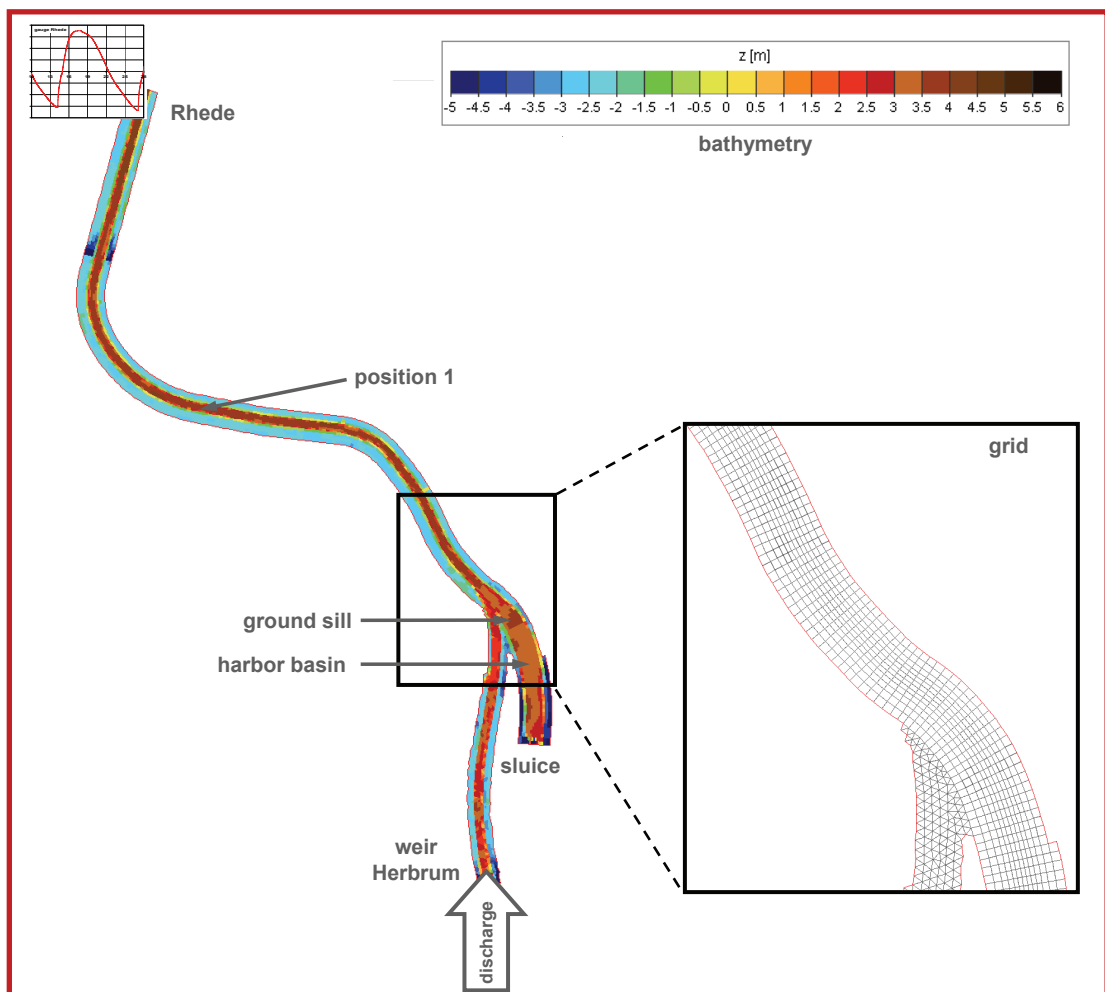 gauge Rhede
Rhede
z [m]
-5 -4.5 -4 -3.5 -3 -2.5 -2 -1.5 -1 -0.5 0 0.5 1 1.5 2 2.5 3 3.5 4 4.5 5 5.5 6
bathymetry
position 1
grid
ground sill
harbor basin
sluice
weir
Herbrum
discharge